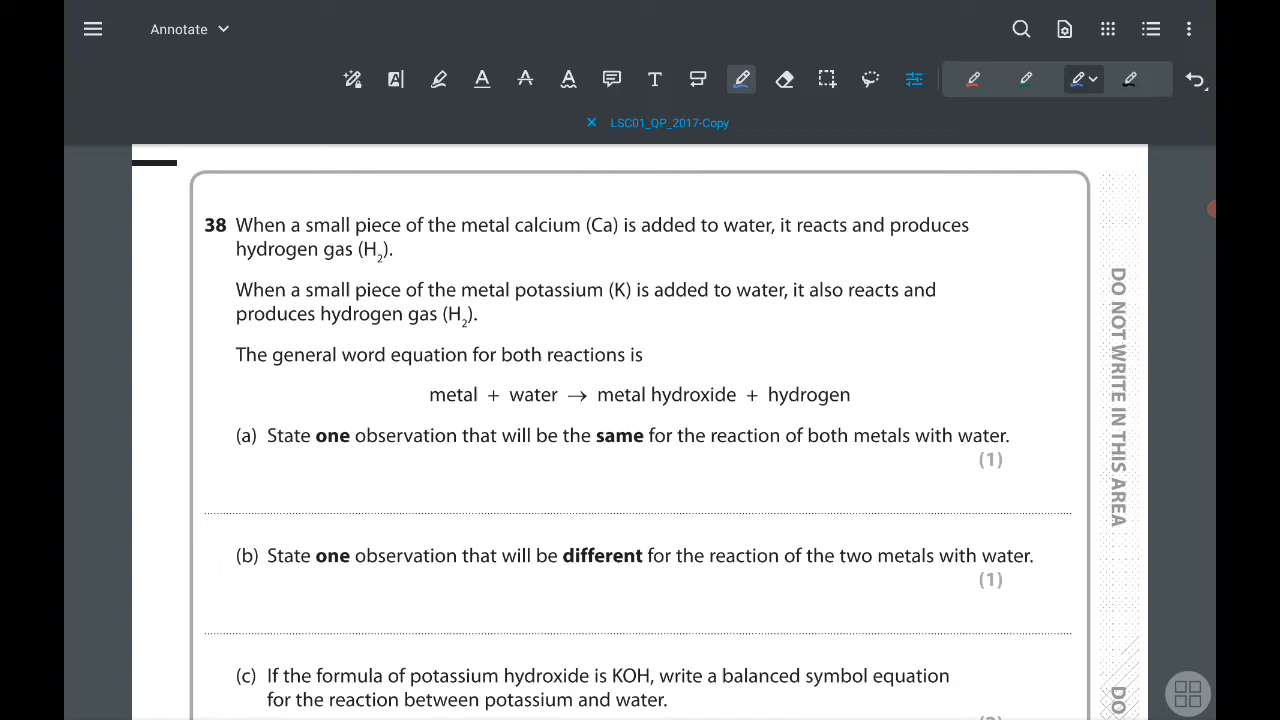 Annotate
LSC01_QP_2017-Copy
38 When a small piece of the metal calcium (Ca) is added to water, it reacts and produces
hydrogen gas (H₂).
When a small piece of the metal potassium (K) is added to water, it also reacts and
produces hydrogen gas (H₂).
The general word equation for both reactions is
metal + water → metal hydroxide + hydrogen
(a) State one observation that will be the same for the reaction of both metals with water.
(1)
(b) State one observation that will be different for the reaction of the two metals with water.
(1)
(c) If the formula of potassium hydroxide is KOH, write a balanced symbol equation
for the reaction between potassium and water.
DO NOT WRITE IN THIS AREA
DO